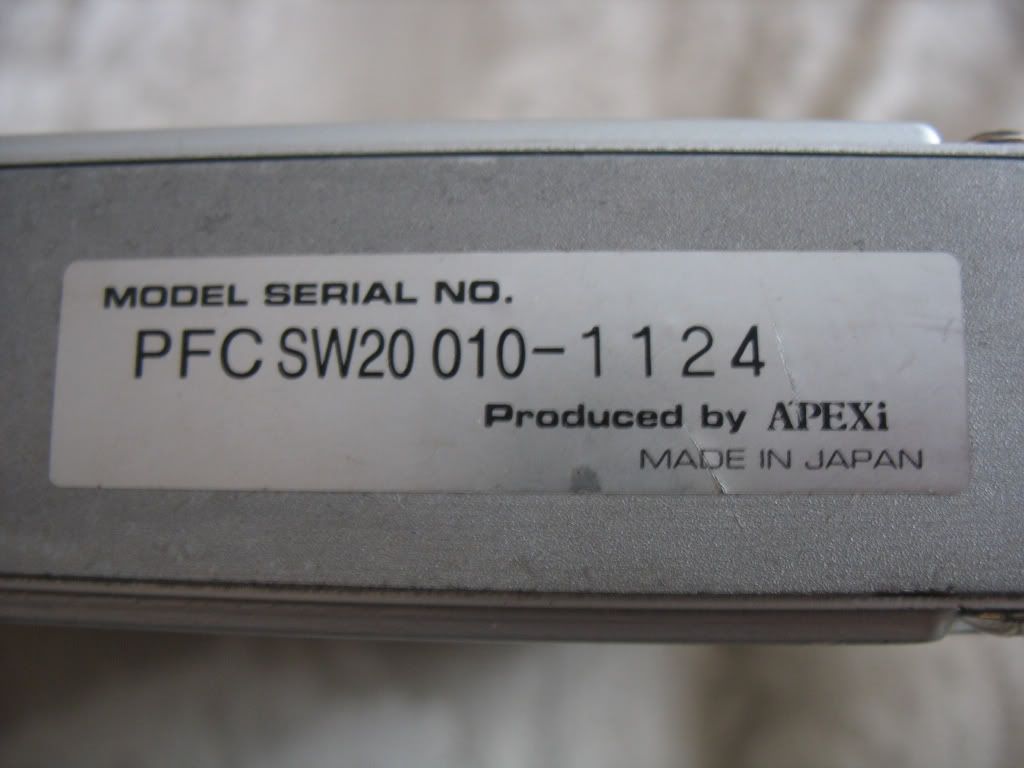 MODEL SERIAL NO.
PFC SW20 010-1124
Produced by APEXi
MADE IN JAPAN